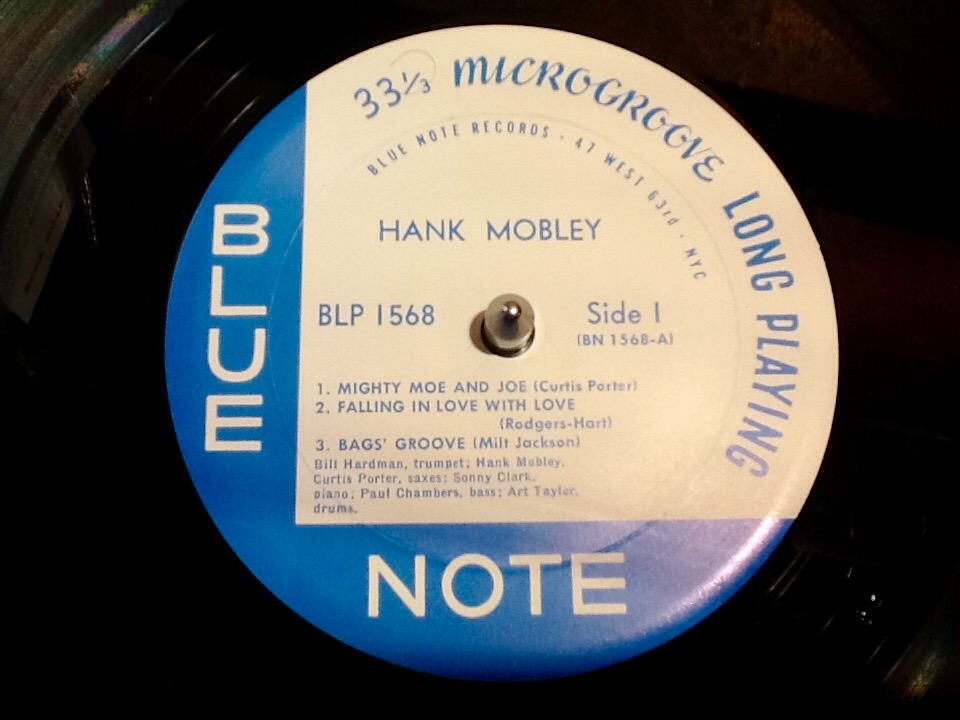 33⅓ MICROGROOVE LONG PLAYING
BLUE NOTE RECORDS · 47 WEST 63rd · NYC
HANK MOBLEY
BLP 1568
Side 1
(BN 1568-A)
1. MIGHTY MOE AND JOE (Curtis Porter)
2. FALLING IN LOVE WITH LOVE
(Rodgers-Hart)
3. BAGS' GROOVE (Milt Jackson)
Bill Hardman, trumpet; Hank Mobley,
Curtis Porter, saxes; Sonny Clark,
piano; Paul Chambers, bass; Art Taylor,
drums.
BLUE
NOTE